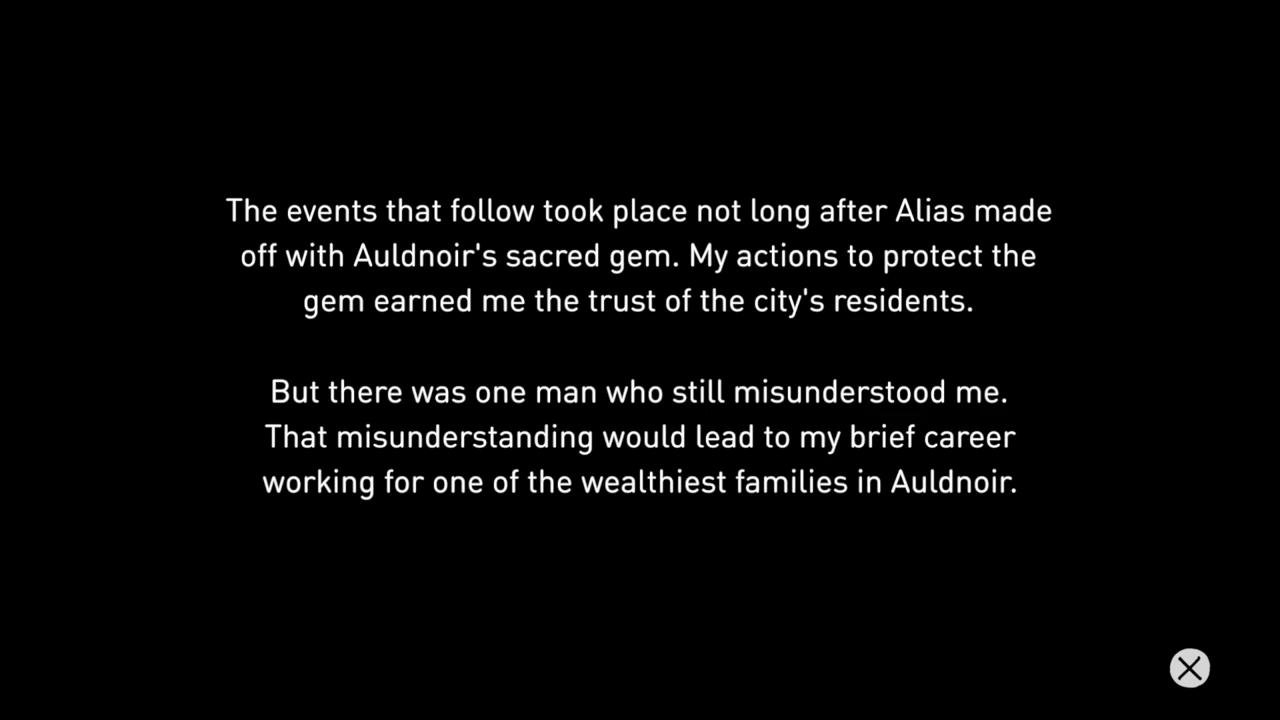 The events that follow took place not long after Alias made
off with Auldnoir's sacred gem. My actions to protect the
gem earned me the trust of the city's residents.
But there was one man who still misunderstood me.
That misunderstanding would lead to my brief career
working for one of the wealthiest families in Auldnoir.